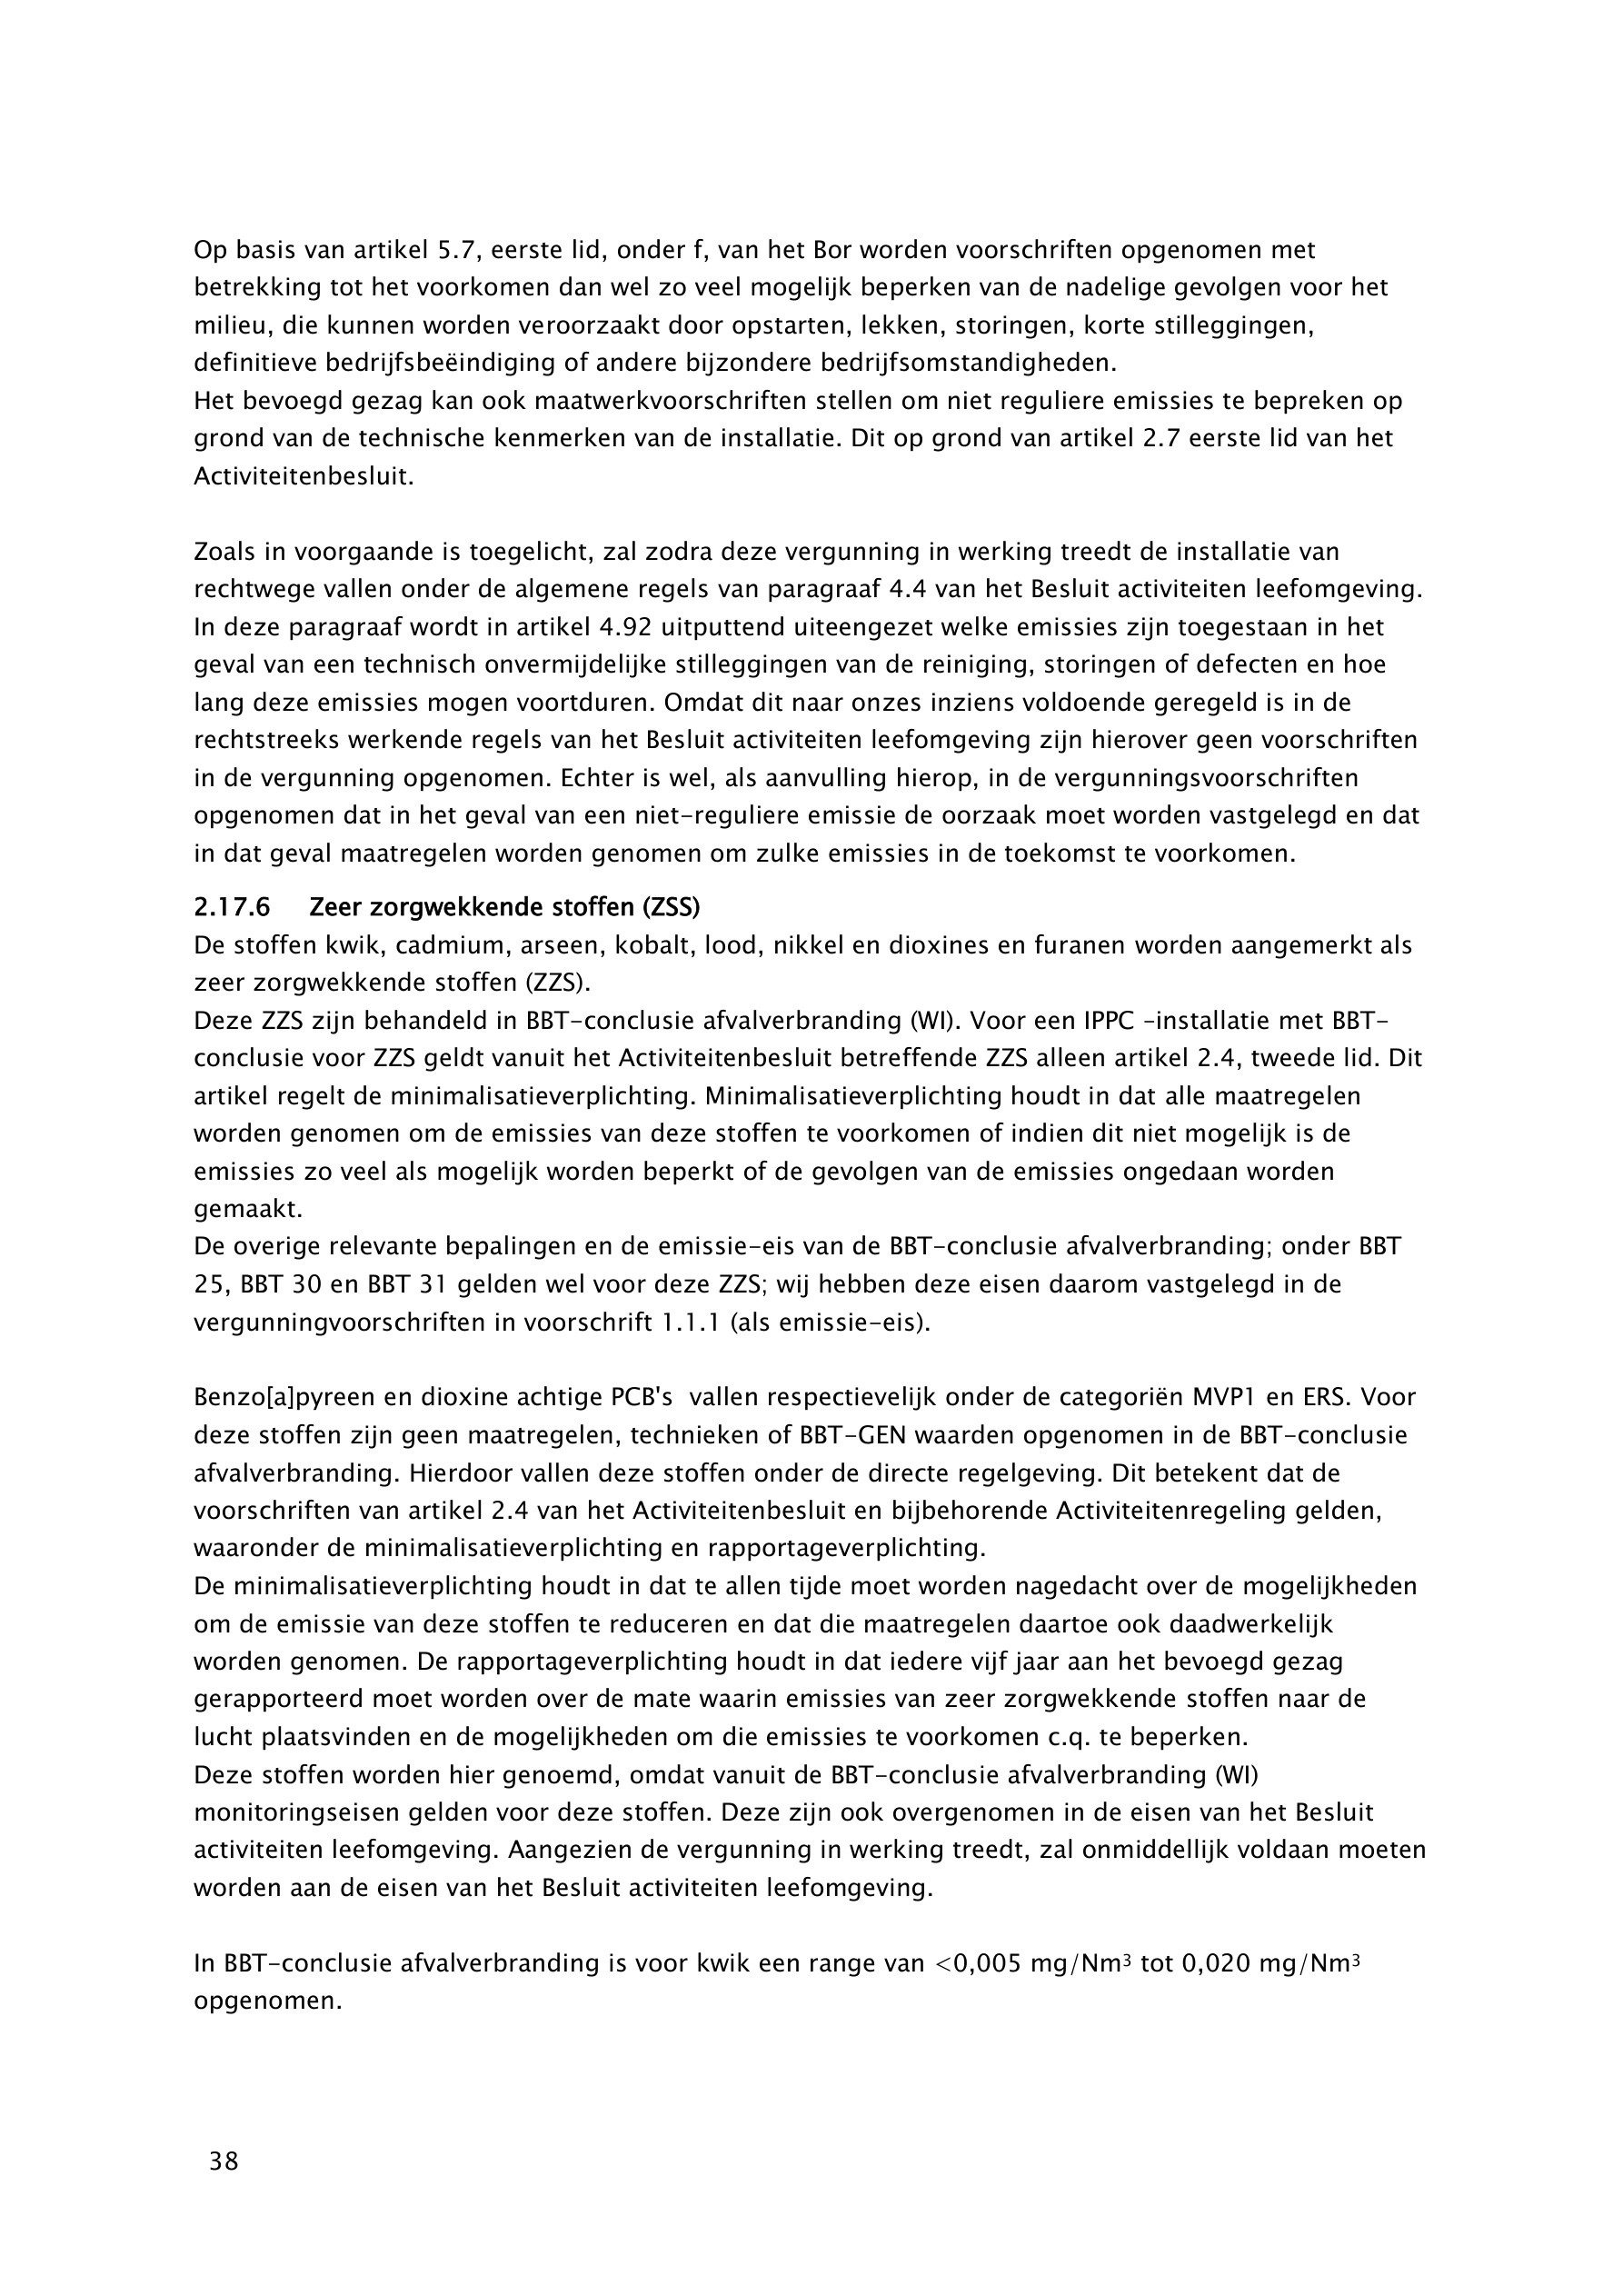 Op basis van artikel 5.7, eerste lid, onder f, van het Bor worden voorschriften opgenomen met
betrekking tot het voorkomen dan wel zo veel mogelijk beperken van de nadelige gevolgen voor het
milieu, die kunnen worden veroorzaakt door opstarten, lekken, storingen, korte stilleggingen,
definitieve bedrijfsbeëindiging of andere bijzondere bedrijfsomstandigheden.
Het bevoegd gezag kan ook maatwerkvoorschriften stellen om niet reguliere emissies te bepreken op
grond van de technische kenmerken van de installatie. Dit op grond van artikel 2.7 eerste lid van het
Activiteitenbesluit.

Zoals in voorgaande is toegelicht, zal zodra deze vergunning in werking treedt de installatie van
rechtwege vallen onder de algemene regels van paragraaf 4.4 van het Besluit activiteiten leefomgeving.
In deze paragraaf wordt in artikel 4.92 uitputtend uiteengezet welke emissies zijn toegestaan in het
geval van een technisch onvermijdelijke stilleggingen van de reiniging, storingen of defecten en hoe
lang deze emissies mogen voortduren. Omdat dit naar onzes inziens voldoende geregeld is in de
rechtstreeks werkende regels van het Besluit activiteiten leefomgeving zijn hierover geen voorschriften
in de vergunning opgenomen. Echter is wel, als aanvulling hierop, in de vergunningsvoorschriften
opgenomen dat in het geval van een niet-reguliere emissie de oorzaak moet worden vastgelegd en dat
in dat geval maatregelen worden genomen om zulke emissies in de toekomst te voorkomen.

2.17.6 Zeer zorgwekkende stoffen (ZSS)
De stoffen kwik, cadmium, arseen, kobalt, lood, nikkel en dioxines en furanen worden aangemerkt als
zeer zorgwekkende stoffen (ZZS).
Deze ZZS zijn behandeld in BBT-conclusie afvalverbranding (WI). Voor een IPPC -installatie met BBT-
conclusie voor ZZS geldt vanuit het Activiteitenbesluit betreffende ZZS alleen artikel 2.4, tweede lid. Dit
artikel regelt de minimalisatieverplichting. Minimalisatieverplichting houdt in dat alle maatregelen
worden genomen om de emissies van deze stoffen te voorkomen of indien dit niet mogelijk is de
emissies zo veel als mogelijk worden beperkt of de gevolgen van de emissies ongedaan worden
gemaakt.
De overige relevante bepalingen en de emissie-eis van de BBT-conclusie afvalverbranding; onder BBT
25, BBT 30 en BBT 31 gelden wel voor deze ZZS; wij hebben deze eisen daarom vastgelegd in de
vergunningvoorschriften in voorschrift 1.1.1 (als emissie-eis).

Benzo[a]pyreen en dioxine achtige PCB's  vallen respectievelijk onder de categoriën MVP1 en ERS. Voor
deze stoffen zijn geen maatregelen, technieken of BBT-GEN waarden opgenomen in de BBT-conclusie
afvalverbranding. Hierdoor vallen deze stoffen onder de directe regelgeving. Dit betekent dat de
voorschriften van artikel 2.4 van het Activiteitenbesluit en bijbehorende Activiteitenregeling gelden,
waaronder de minimalisatieverplichting en rapportageverplichting.
De minimalisatieverplichting houdt in dat te allen tijde moet worden nagedacht over de mogelijkheden
om de emissie van deze stoffen te reduceren en dat die maatregelen daartoe ook daadwerkelijk
worden genomen. De rapportageverplichting houdt in dat iedere vijf jaar aan het bevoegd gezag
gerapporteerd moet worden over de mate waarin emissies van zeer zorgwekkende stoffen naar de
lucht plaatsvinden en de mogelijkheden om die emissies te voorkomen c.q. te beperken.
Deze stoffen worden hier genoemd, omdat vanuit de BBT-conclusie afvalverbranding (WI)
monitoringseisen gelden voor deze stoffen. Deze zijn ook overgenomen in de eisen van het Besluit
activiteiten leefomgeving. Aangezien de vergunning in werking treedt, zal onmiddellijk voldaan moeten
worden aan de eisen van het Besluit activiteiten leefomgeving.

In BBT-conclusie afvalverbranding is voor kwik een range van <0,005 mg/Nm³ tot 0,020 mg/Nm³
opgenomen.

38